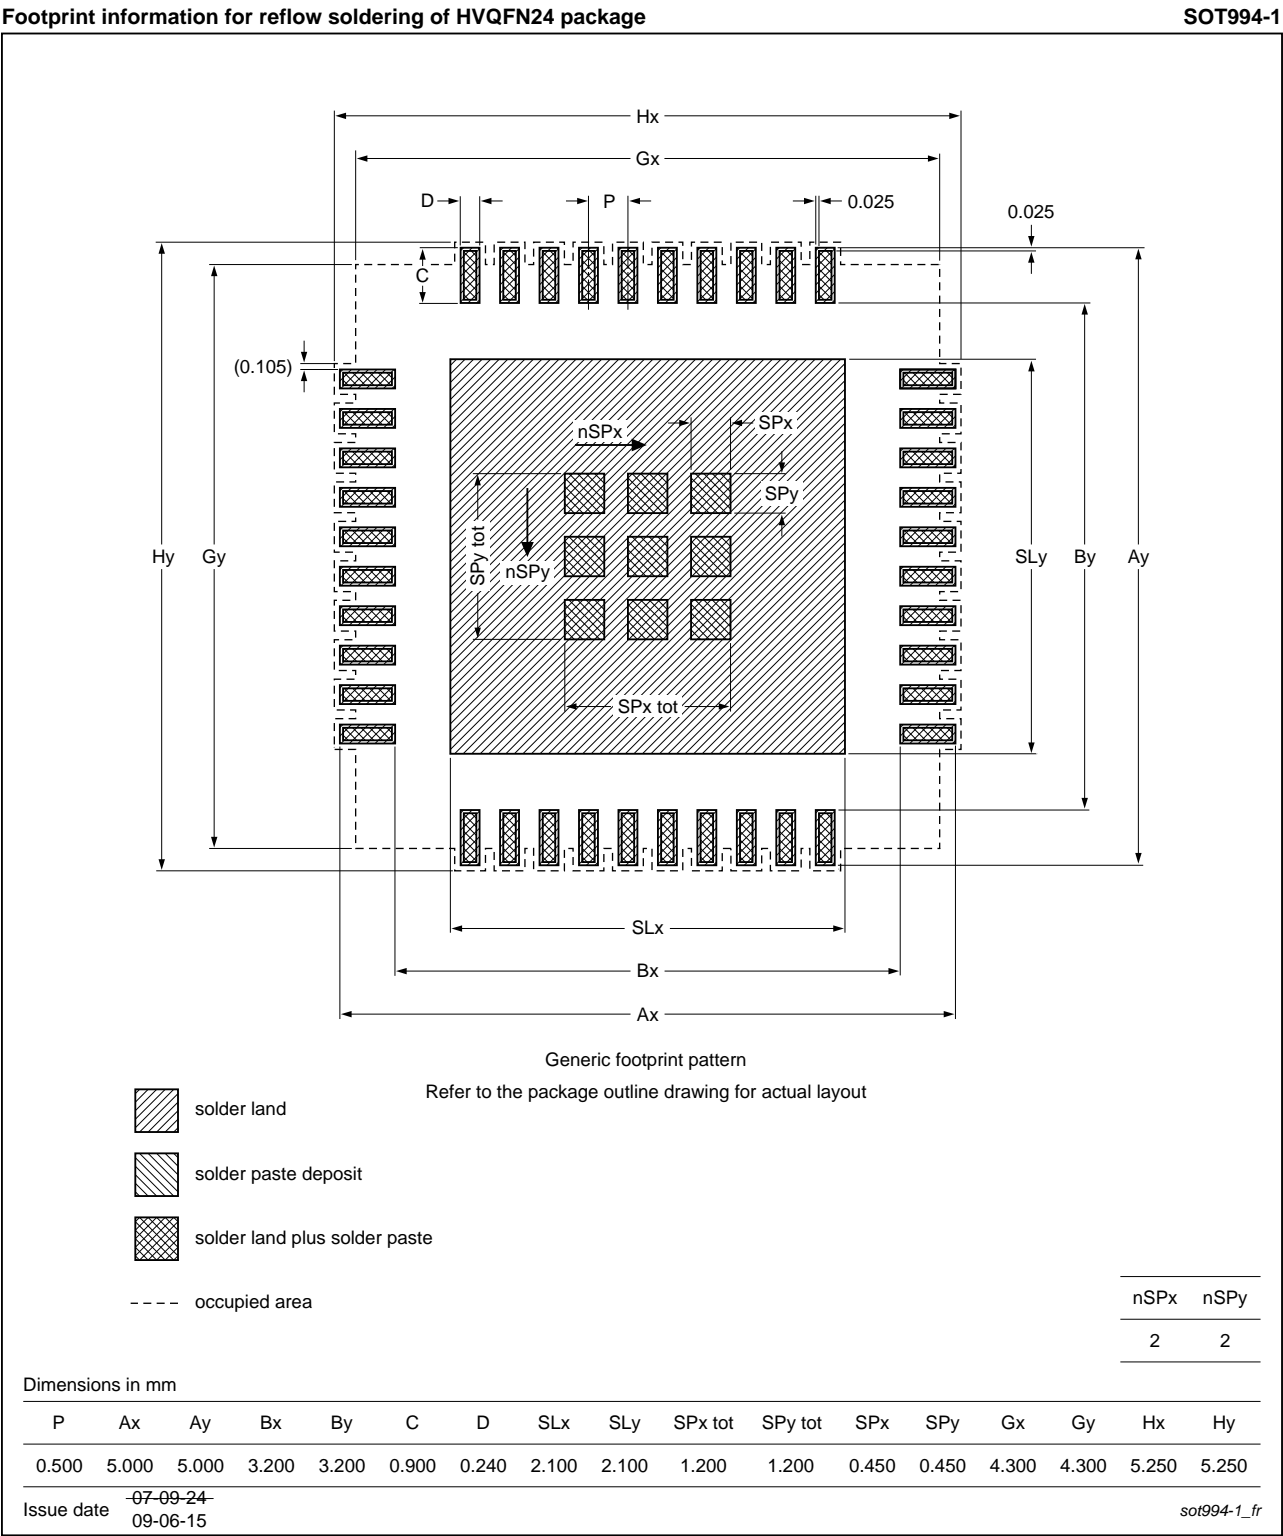 Footprint information for reflow soldering of HVQFN24 package SOT994-1
Hx
Gx
D P 0.025
0.025
C
(0.105)
nSPx SPx
SPy
SPy tot
nSPy
Hy Gy SLy By Ay
SPx tot
SLx
Bx
Ax
Generic footprint pattern
Refer to the package outline drawing for actual layout
solder land
solder paste deposit
solder land plus solder paste
occupied area
nSPx nSPy
2 2
Dimensions in mm
P Ax Ay Bx By C D SLx SLy SPx tot SPy tot SPx SPy Gx Gy Hx Hy
0.500 5.000 5.000 3.200 3.200 0.900 0.240 2.100 2.100 1.200 1.200 0.450 0.450 4.300 4.300 5.250 5.250
Issue date 07-09-24
09-06-15
sot994-1_fr